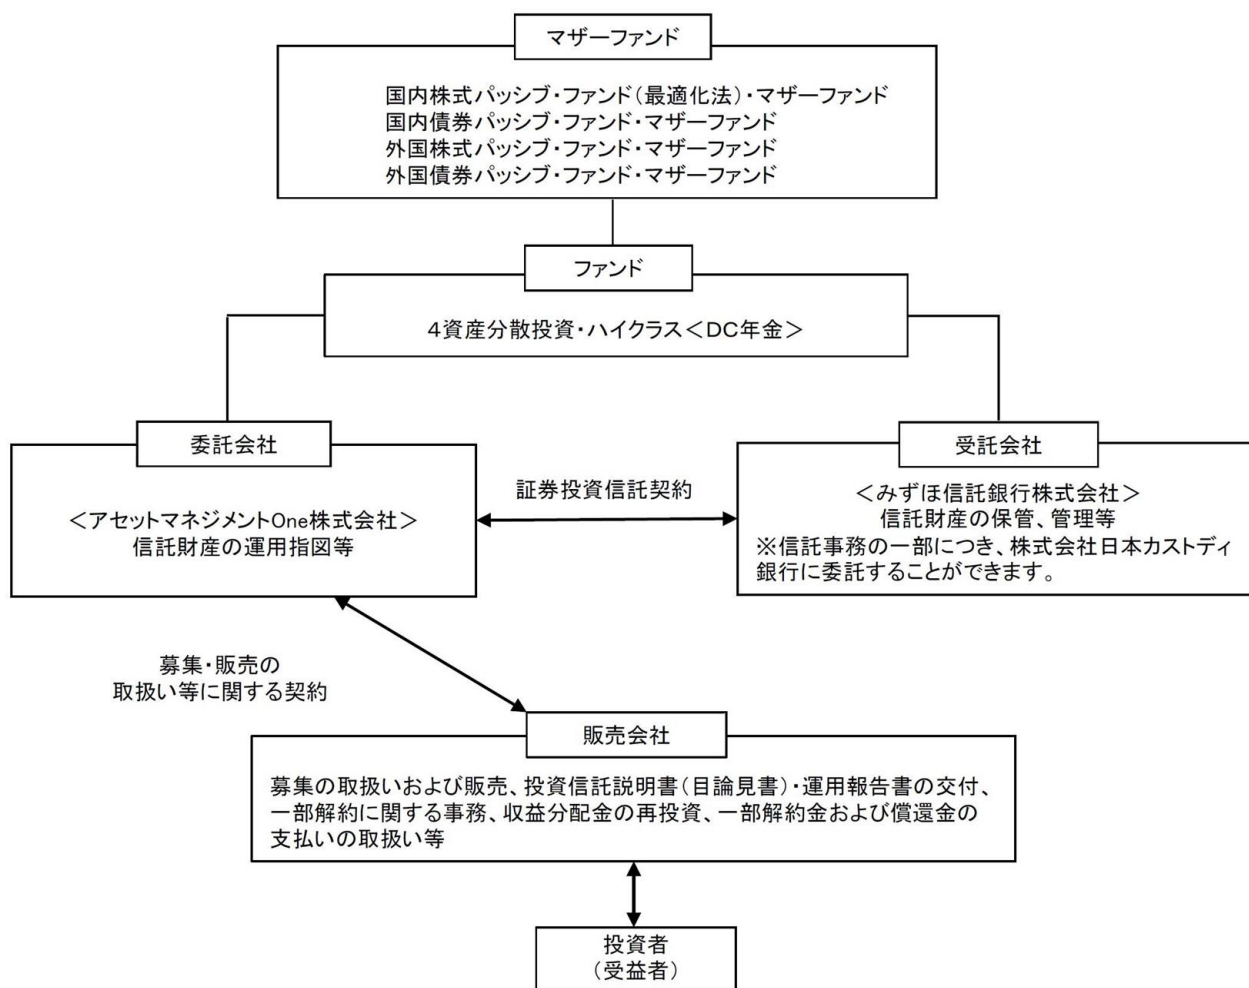 マザーファンド
国内株式パッシブ・ファンド(最適化法)・マザーファンド
国内債券パッシブ・ファンド・マザーファンド
外国株式パッシブ・ファンド・マザーファンド
外国債券パッシブ・ファンド・マザーファンド
ファンド
4資産分散投資・ハイクラス<DC年金>
委託会社
<アセットマネジメントOne株式会社>
信託財産の運用指図等
証券投資信託契約
受託会社
<みずほ信託銀行株式会社>
信託財産の保管、管理等
※信託事務の一部につき、株式会社日本カストディ
銀行に委託することができます。
募集・販売の
取扱い等に関する契約
販売会社
募集の取扱いおよび販売、投資信託説明書(目論見書)・運用報告書の交付、
一部解約に関する事務、収益分配金の再投資、一部解約金および償還金の
支払いの取扱い等
投資者
(受益者)